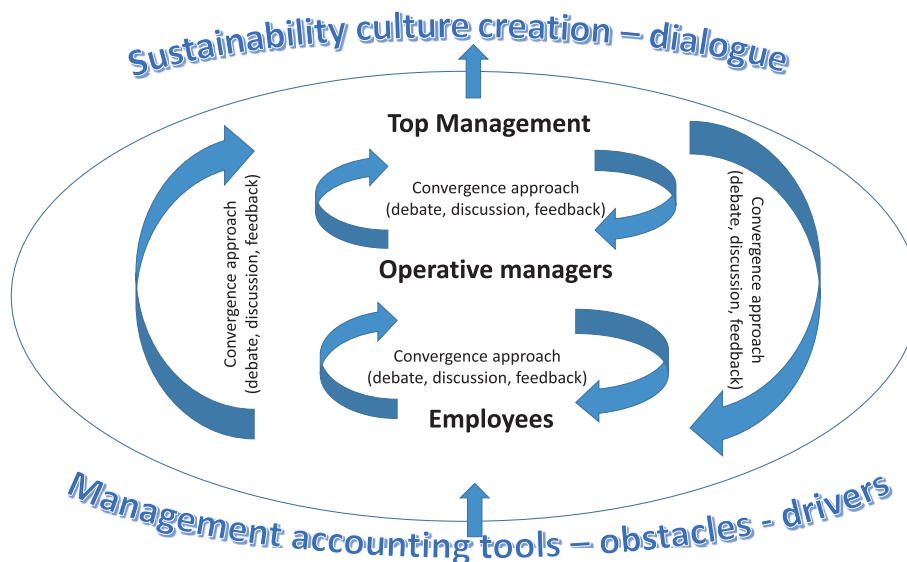 Sustainability culture creation – dialogue
Top Management
Convergence approach
(debate, discussion, feedback)
Convergence approach
(debate, discussion, feedback)
Convergence approach
(debate, discussion, feedback)
Operative managers
Convergence approach
(debate, discussion, feedback)
Employees
Management accounting tools – obstacles - drivers